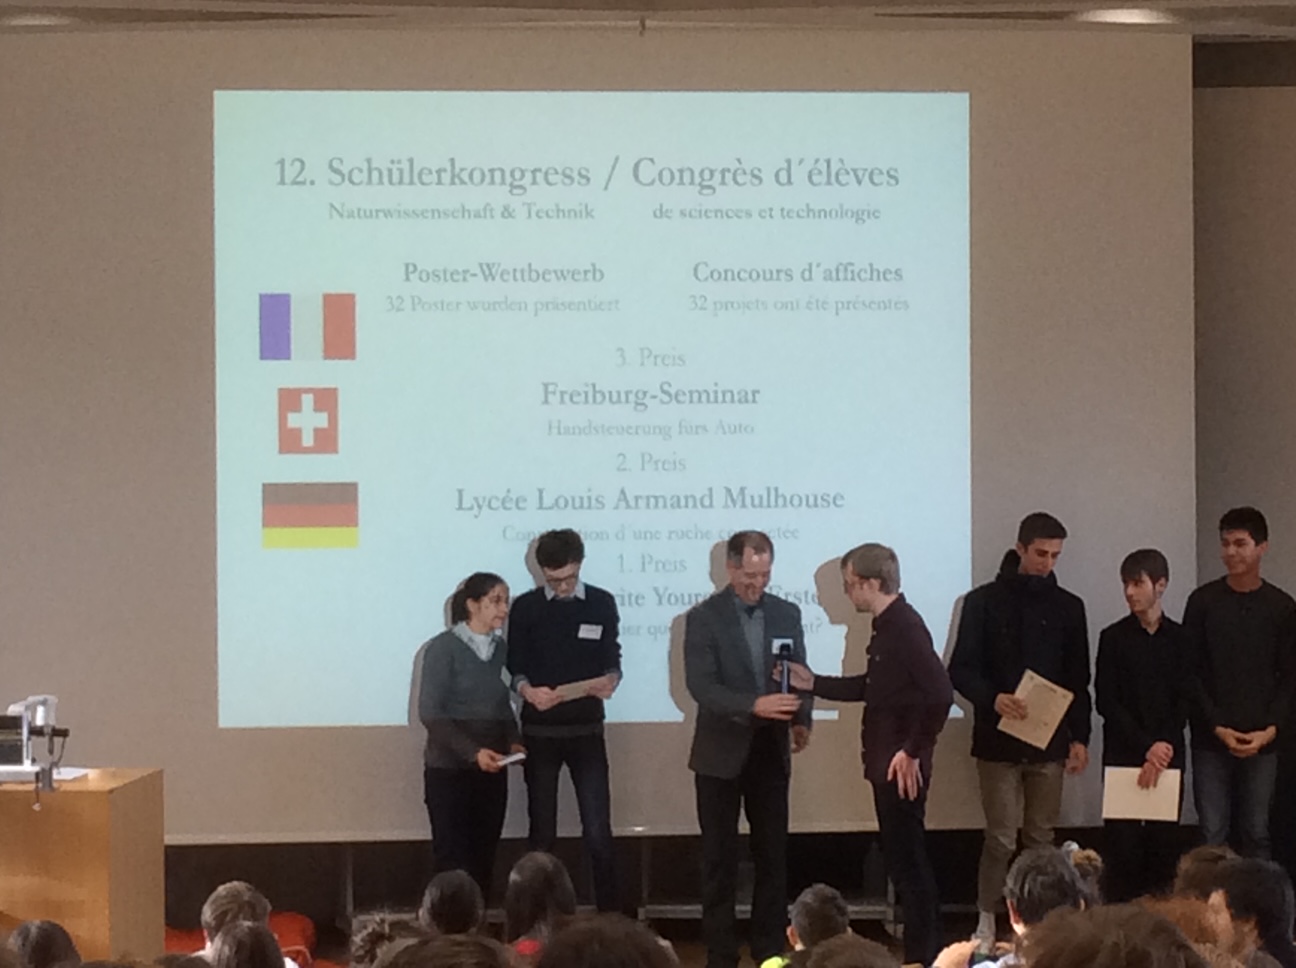 12. Schülerkongress / Congrès d´élèves
Naturwissenschaft & Technik de sciences et technologie
Poster-Wettbewerb Concours d´affiches
32 Poster wurden präsentiert 32 projets ont été présentés
3. Preis
Freiburg-Seminar
Handsteuerung fürs Auto
2. Preis
Lycée Louis Armand Mulhouse
d´une ruche
1. Preis